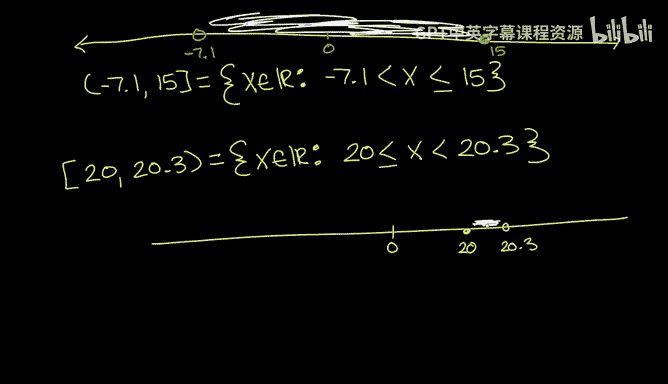 GPT中英字幕课程资源 bilibili
-7.1 0 15
(-7.1, 15] = {x∈ℝ: -7.1 < x ≤ 15}
[20, 20.3) = {x∈ℝ: 20 ≤ x < 20.3}
0 20 20.3